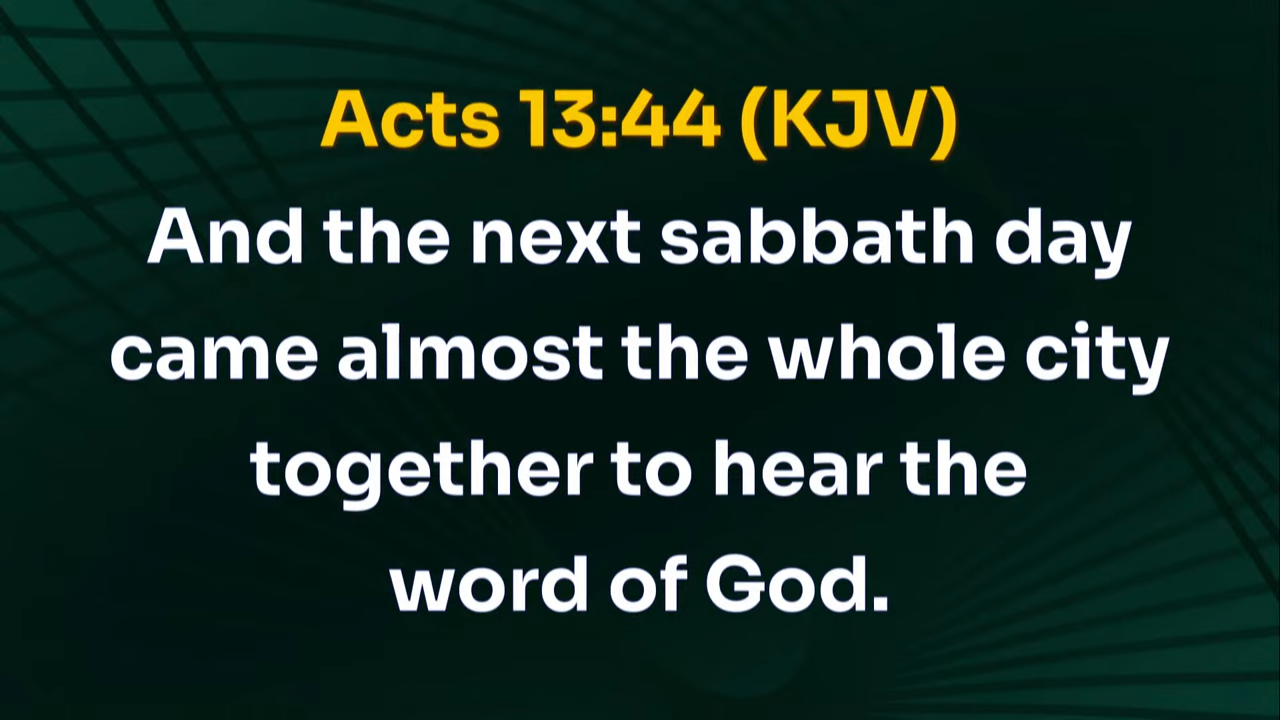 Acts 13:44 (KJV)
And the next sabbath day
came almost the whole city
together to hear the
word of God.